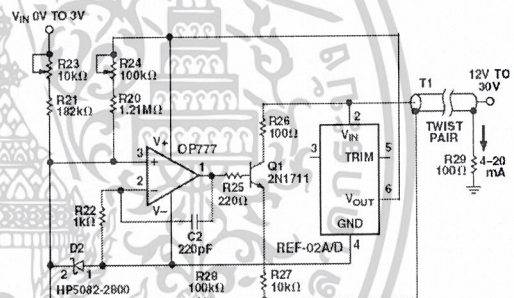 VIN 0V TO 3V
R23
10kΩ
R24
100kΩ
R21
182kΩ
R20
1.21MΩ
3
+
V+
OP777
1
2
−
V−
R22
1kΩ
C2
220pF
R25
220Ω
Q1
2N1711
R26
100Ω
2
VIN
3
TRIM
5
VOUT
6
GND
4
REF-02A/D
T1
12V TO
30V
TWIST
PAIR
R29
100Ω
4–20
mA
D2
2
1
HP5082-2800
R28
100kΩ
R27
10kΩ